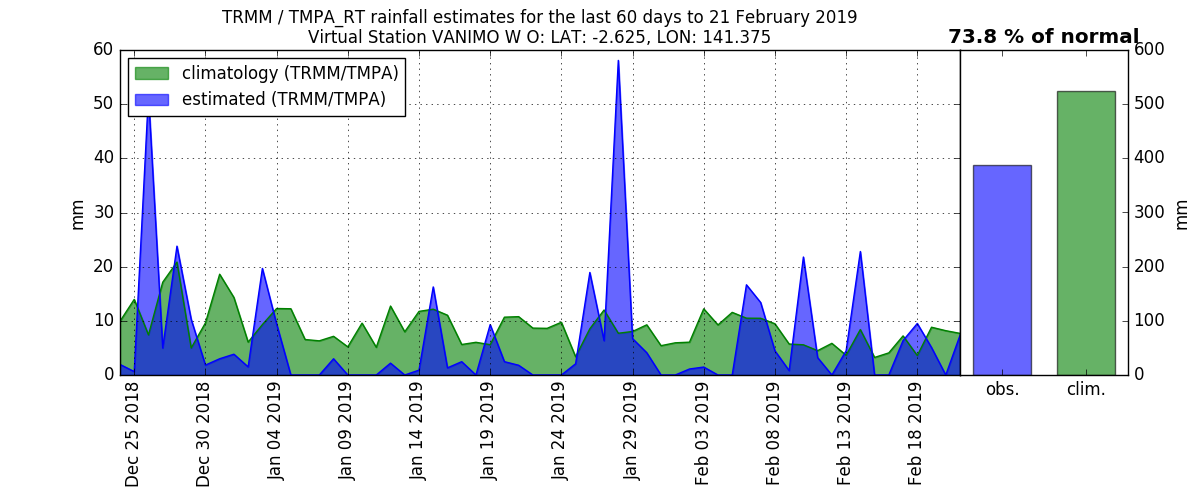 TRMM / TMPA_RT rainfall estimates for the last 60 days to 21 February 2019
Virtual Station VANIMO W O: LAT: -2.625, LON: 141.375
73.8 % of normal
climatology (TRMM/TMPA)
estimated (TRMM/TMPA)
60
50
40
30
20
10
0
mm
Dec 25 2018
Dec 30 2018
Jan 04 2019
Jan 09 2019
Jan 14 2019
Jan 19 2019
Jan 24 2019
Jan 29 2019
Feb 03 2019
Feb 08 2019
Feb 13 2019
Feb 18 2019
obs.
clim.
600
500
400
300
200
100
0
mm